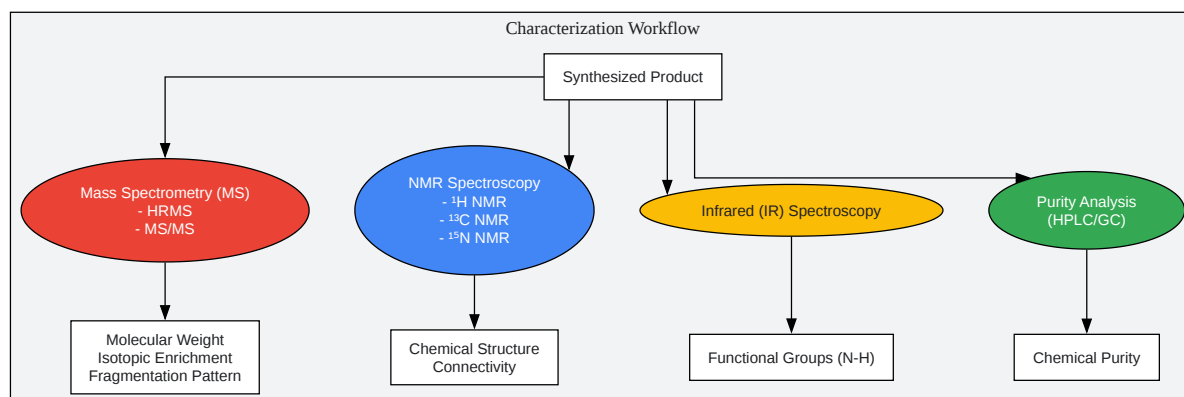 Characterization Workflow
Synthesized Product
Mass Spectrometry (MS)
- HRMS
- MS/MS
NMR Spectroscopy
- ¹H NMR
- ¹³C NMR
- ¹⁵N NMR
Infrared (IR) Spectroscopy
Purity Analysis
(HPLC/GC)
Molecular Weight
Isotopic Enrichment
Fragmentation Pattern
Chemical Structure
Connectivity
Functional Groups (N-H)
Chemical Purity